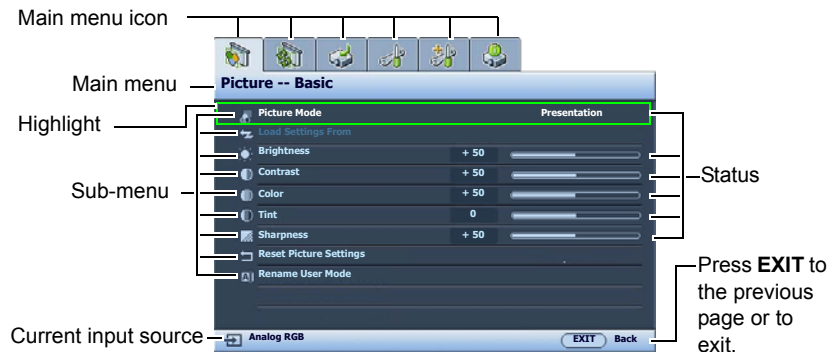 Main menu icon
Main menu
Picture -- Basic
Highlight
Picture Mode Presentation
Load Settings From
Brightness + 50
Contrast + 50
Status
Sub-menu
Color + 50
Tint 0
Sharpness + 50
Reset Picture Settings
Rename User Mode
Press EXIT to
the previous
page or to
exit.
Current input source
Analog RGB
EXIT Back